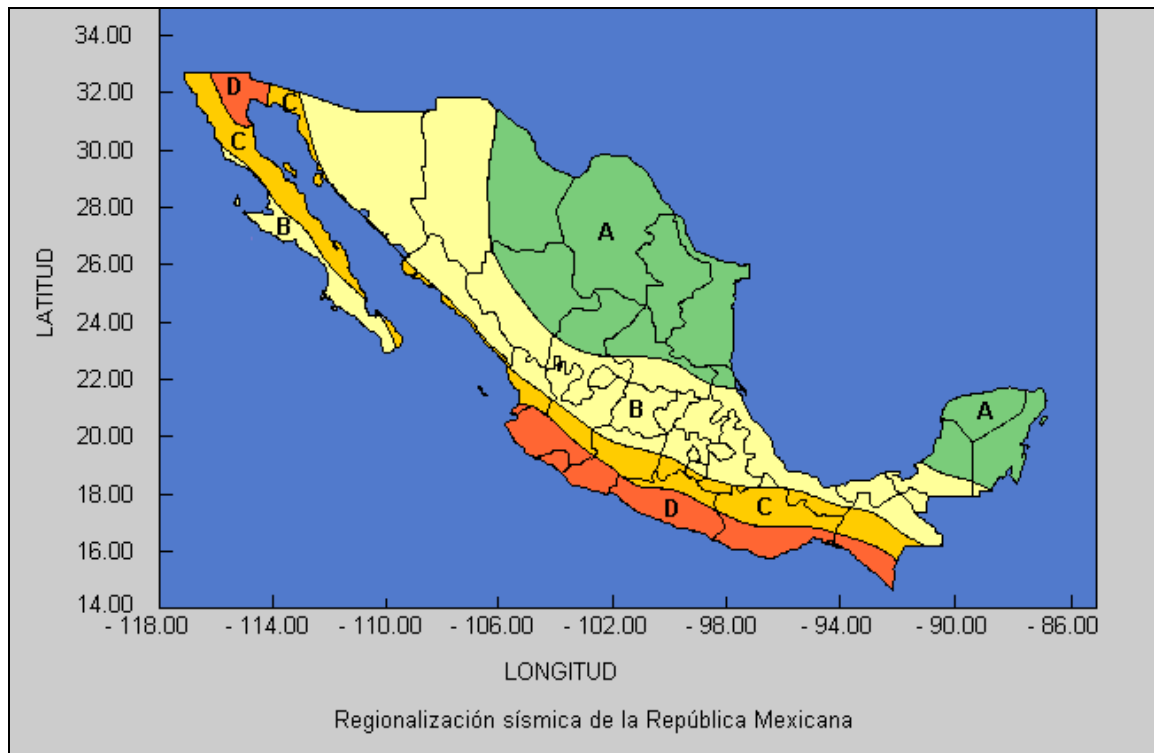 34.00
32.00
30.00
28.00
26.00
24.00
22.00
20.00
18.00
16.00
14.00
LATITUD
D
C
C
B
A
B
A
C
D
- 118.00 - 114.00 - 110.00 - 106.00 - 102.00 - 98.00 - 94.00 - 90.00 - 86.00
LONGITUD
Regionalización sísmica de la República Mexicana